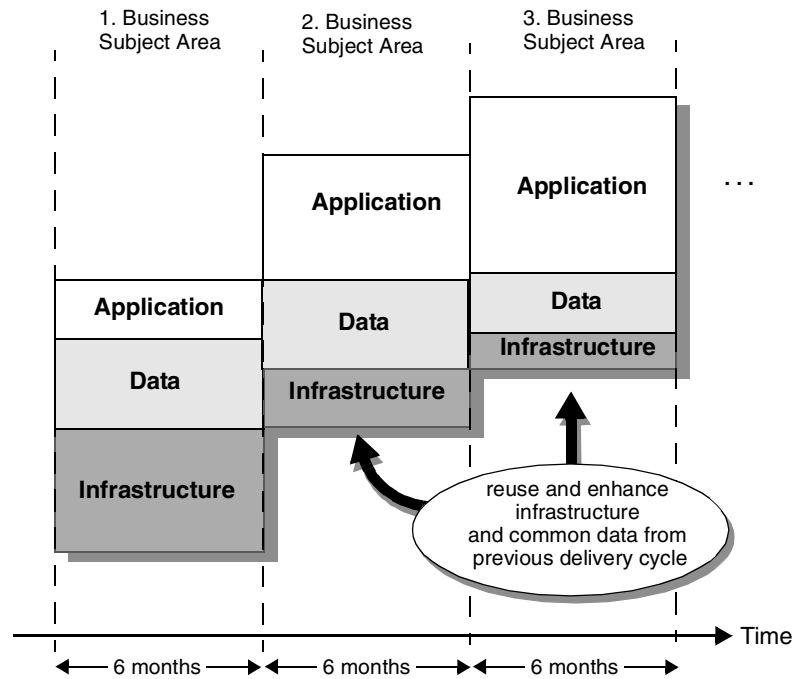 1. Business
Subject Area
2. Business
Subject Area
3. Business
Subject Area
Application
Data
Infrastructure
Application
Data
Infrastructure
Application
Data
Infrastructure
...
reuse and enhance
infrastructure
and common data from
previous delivery cycle
Time
6 months
6 months
6 months